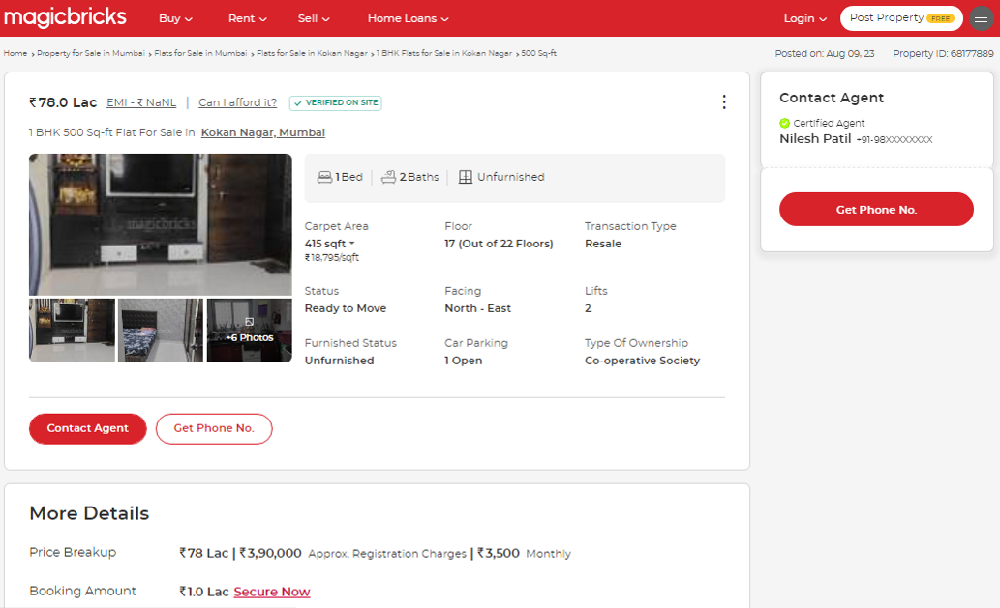 magicbricks
Buy Rent Sell Home Loans Login Post Property FREE
Home > Property for Sale in Mumbai > Flats for Sale in Mumbai > Flats for Sale in Kokan Nagar > 1 BHK Flats for Sale in Kokan Nagar > 500 Sq-ft
Posted on: Aug 09, 23 Property ID: 68177889
₹78.0 Lac EMI - ₹ NaNL | Can I afford it? VERIFIED ON SITE
1 BHK 500 Sq-ft Flat For Sale in Kokan Nagar, Mumbai
magicbricks
+6 Photos
1 Bed 2 Baths Unfurnished
Carpet Area Floor Transaction Type
415 sqft 17 (Out of 22 Floors) Resale
₹18,795/sqft
Status Facing Lifts
Ready to Move North - East 2
Furnished Status Car Parking Type Of Ownership
Unfurnished 1 Open Co-operative Society
Contact Agent Get Phone No.
Contact Agent
Certified Agent
Nilesh Patil +91-98XXXXXXXX
Get Phone No.
More Details
Price Breakup ₹78 Lac | ₹3,90,000 Approx. Registration Charges | ₹3,500 Monthly
Booking Amount ₹1.0 Lac Secure Now